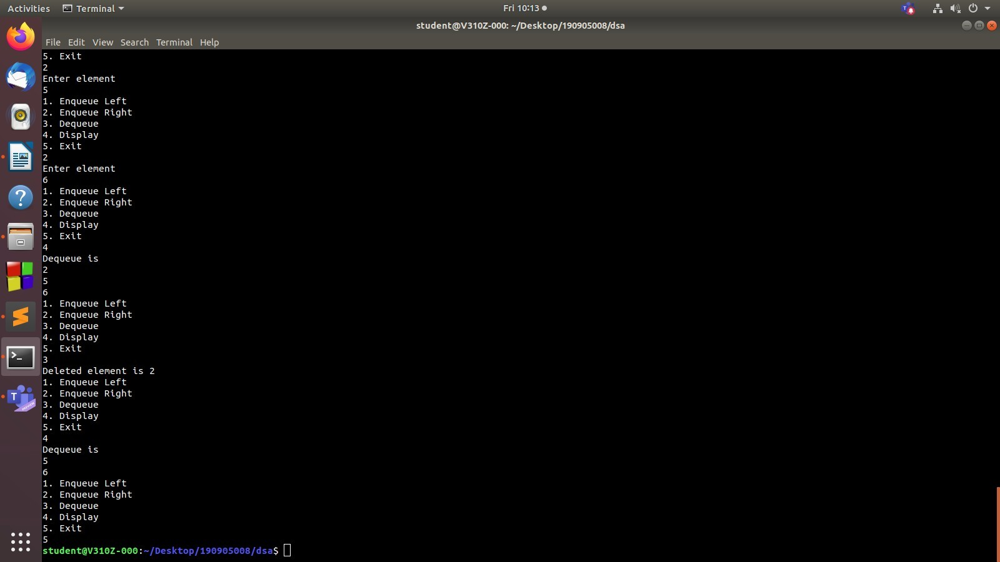 Activities Terminal Fri 10:13
student@V310Z-000: ~/Desktop/190905008/dsa
File Edit View Search Terminal Help
5. Exit
2
Enter element
5
1. Enqueue Left
2. Enqueue Right
3. Dequeue
4. Display
5. Exit
2
Enter element
6
1. Enqueue Left
2. Enqueue Right
3. Dequeue
4. Display
5. Exit
4
Dequeue is
2
5
6
1. Enqueue Left
2. Enqueue Right
3. Dequeue
4. Display
5. Exit
3
Deleted element is 2
1. Enqueue Left
2. Enqueue Right
3. Dequeue
4. Display
5. Exit
4
Dequeue is
5
6
1. Enqueue Left
2. Enqueue Right
3. Dequeue
4. Display
5. Exit
5
student@V310Z-000:~/Desktop/190905008/dsa$